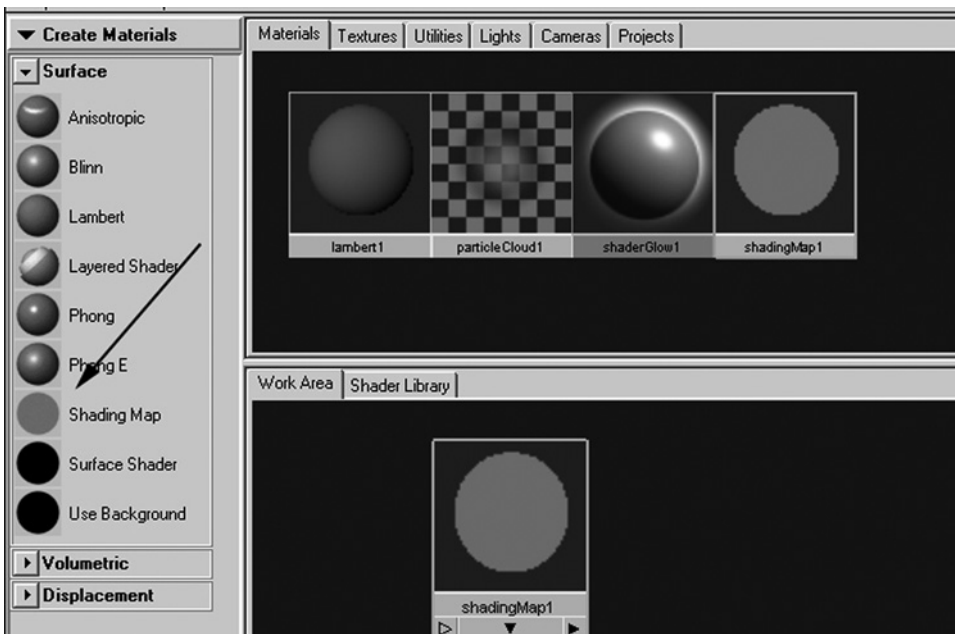 Create Materials
Surface
Anisotropic
Blinn
Lambert
Layered Shader
Phong
Phong E
Shading Map
Surface Shader
Use Background
Volumetric
Displacement
Materials Textures Utilities Lights Cameras Projects
lambert1 particleCloud1 shaderGlow1 shadingMap1
Work Area Shader Library
shadingMap1